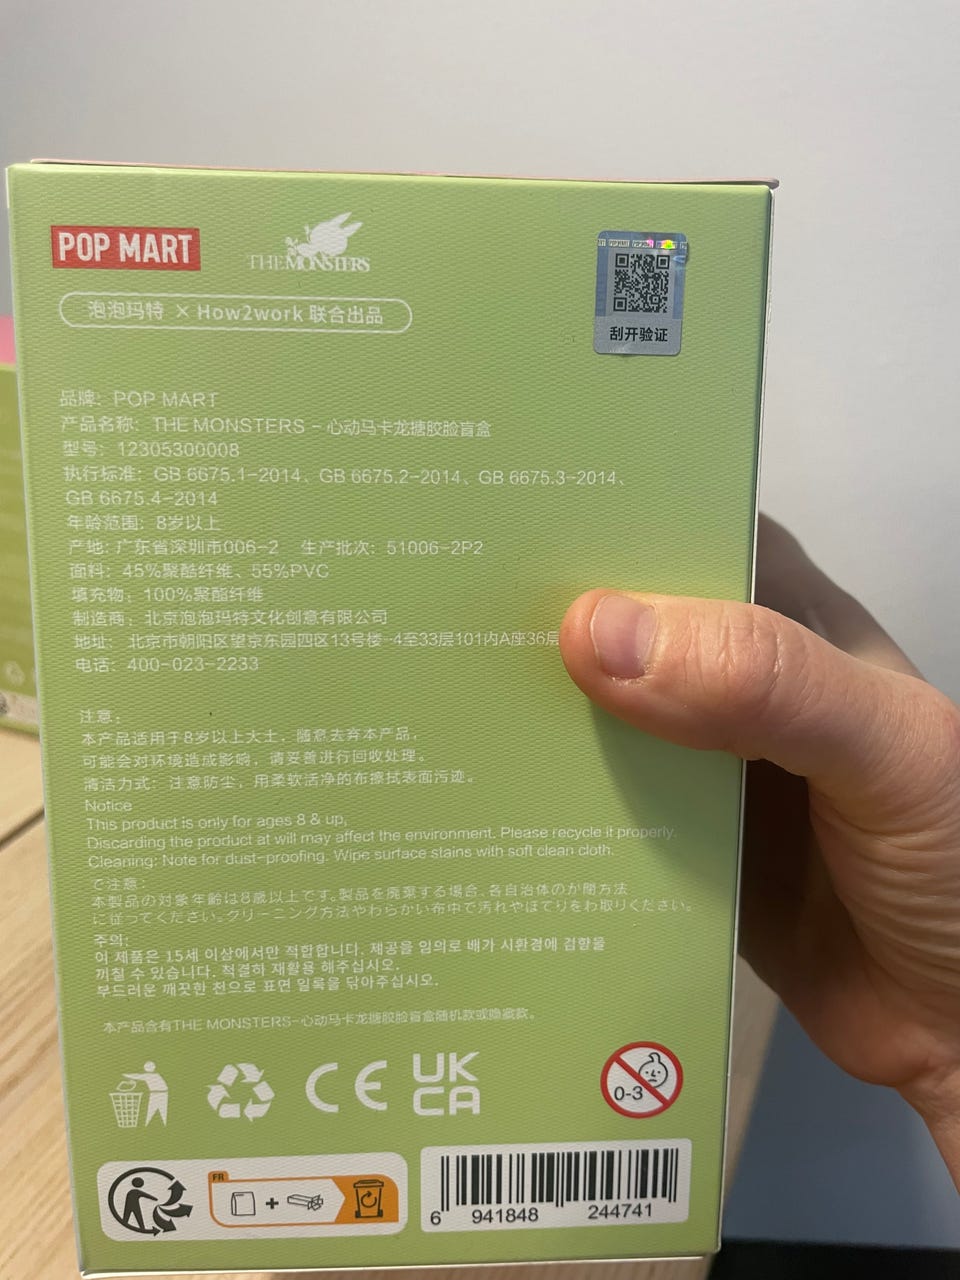 POP MART
THE MONSTERS
泡泡玛特 × How2work 联合出品
刮开验证
品牌：POP MART
产品名称：THE MONSTERS - 心动马卡龙搪胶脸盲盒
型号：12305300008
执行标准：GB 6675.1-2014、GB 6675.2-2014、GB 6675.3-2014、
GB 6675.4-2014
年龄范围：8岁以上
产地：广东省深圳市006-2 生产批次：51006-2P2
面料：45%聚酯纤维、55%PVC
填充物：100%聚酯纤维
制造商：北京泡泡玛特文化创意有限公司
地址：北京市朝阳区望京东园四区13号楼-4至33层101内A座36层
电话：400-023-2233
注意：
本产品适用于8岁以上大土，随意去弃本产品，
可能会对环境造成影响，请妥善进行回收处理。
清洁力式：注意防尘，用柔软活净的布擦拭表面污迹。
Notice
This product is only for ages 8 & up,
Discarding the product at will may affect the environment. Please recycle it properly.
Cleaning: Note for dust-proofing. Wipe surface stains with soft clean cloth.
で注意：
本製品の対象年齢は8歳以上です。製品を廃棄する場合、各自治体のか閉方法
に従ってください。クリーニング方法やわらかい布中で汚れやほてりをわ取りください。
주의:
이 제품은 15세 이상에서만 적합합니다. 제공을 임의로 배가 시환경에 검향을
끼칠 수 있습니다. 적결히 재활용 해주십시오.
부드러운 깨끗한 천으로 표면 일록을 닦아주십시오.
本产品含有THE MONSTERS-心动马卡龙搪胶脸盲盒随机款或隐藏款。
CE
UK
CA
0-3
FR
6 941848 244741